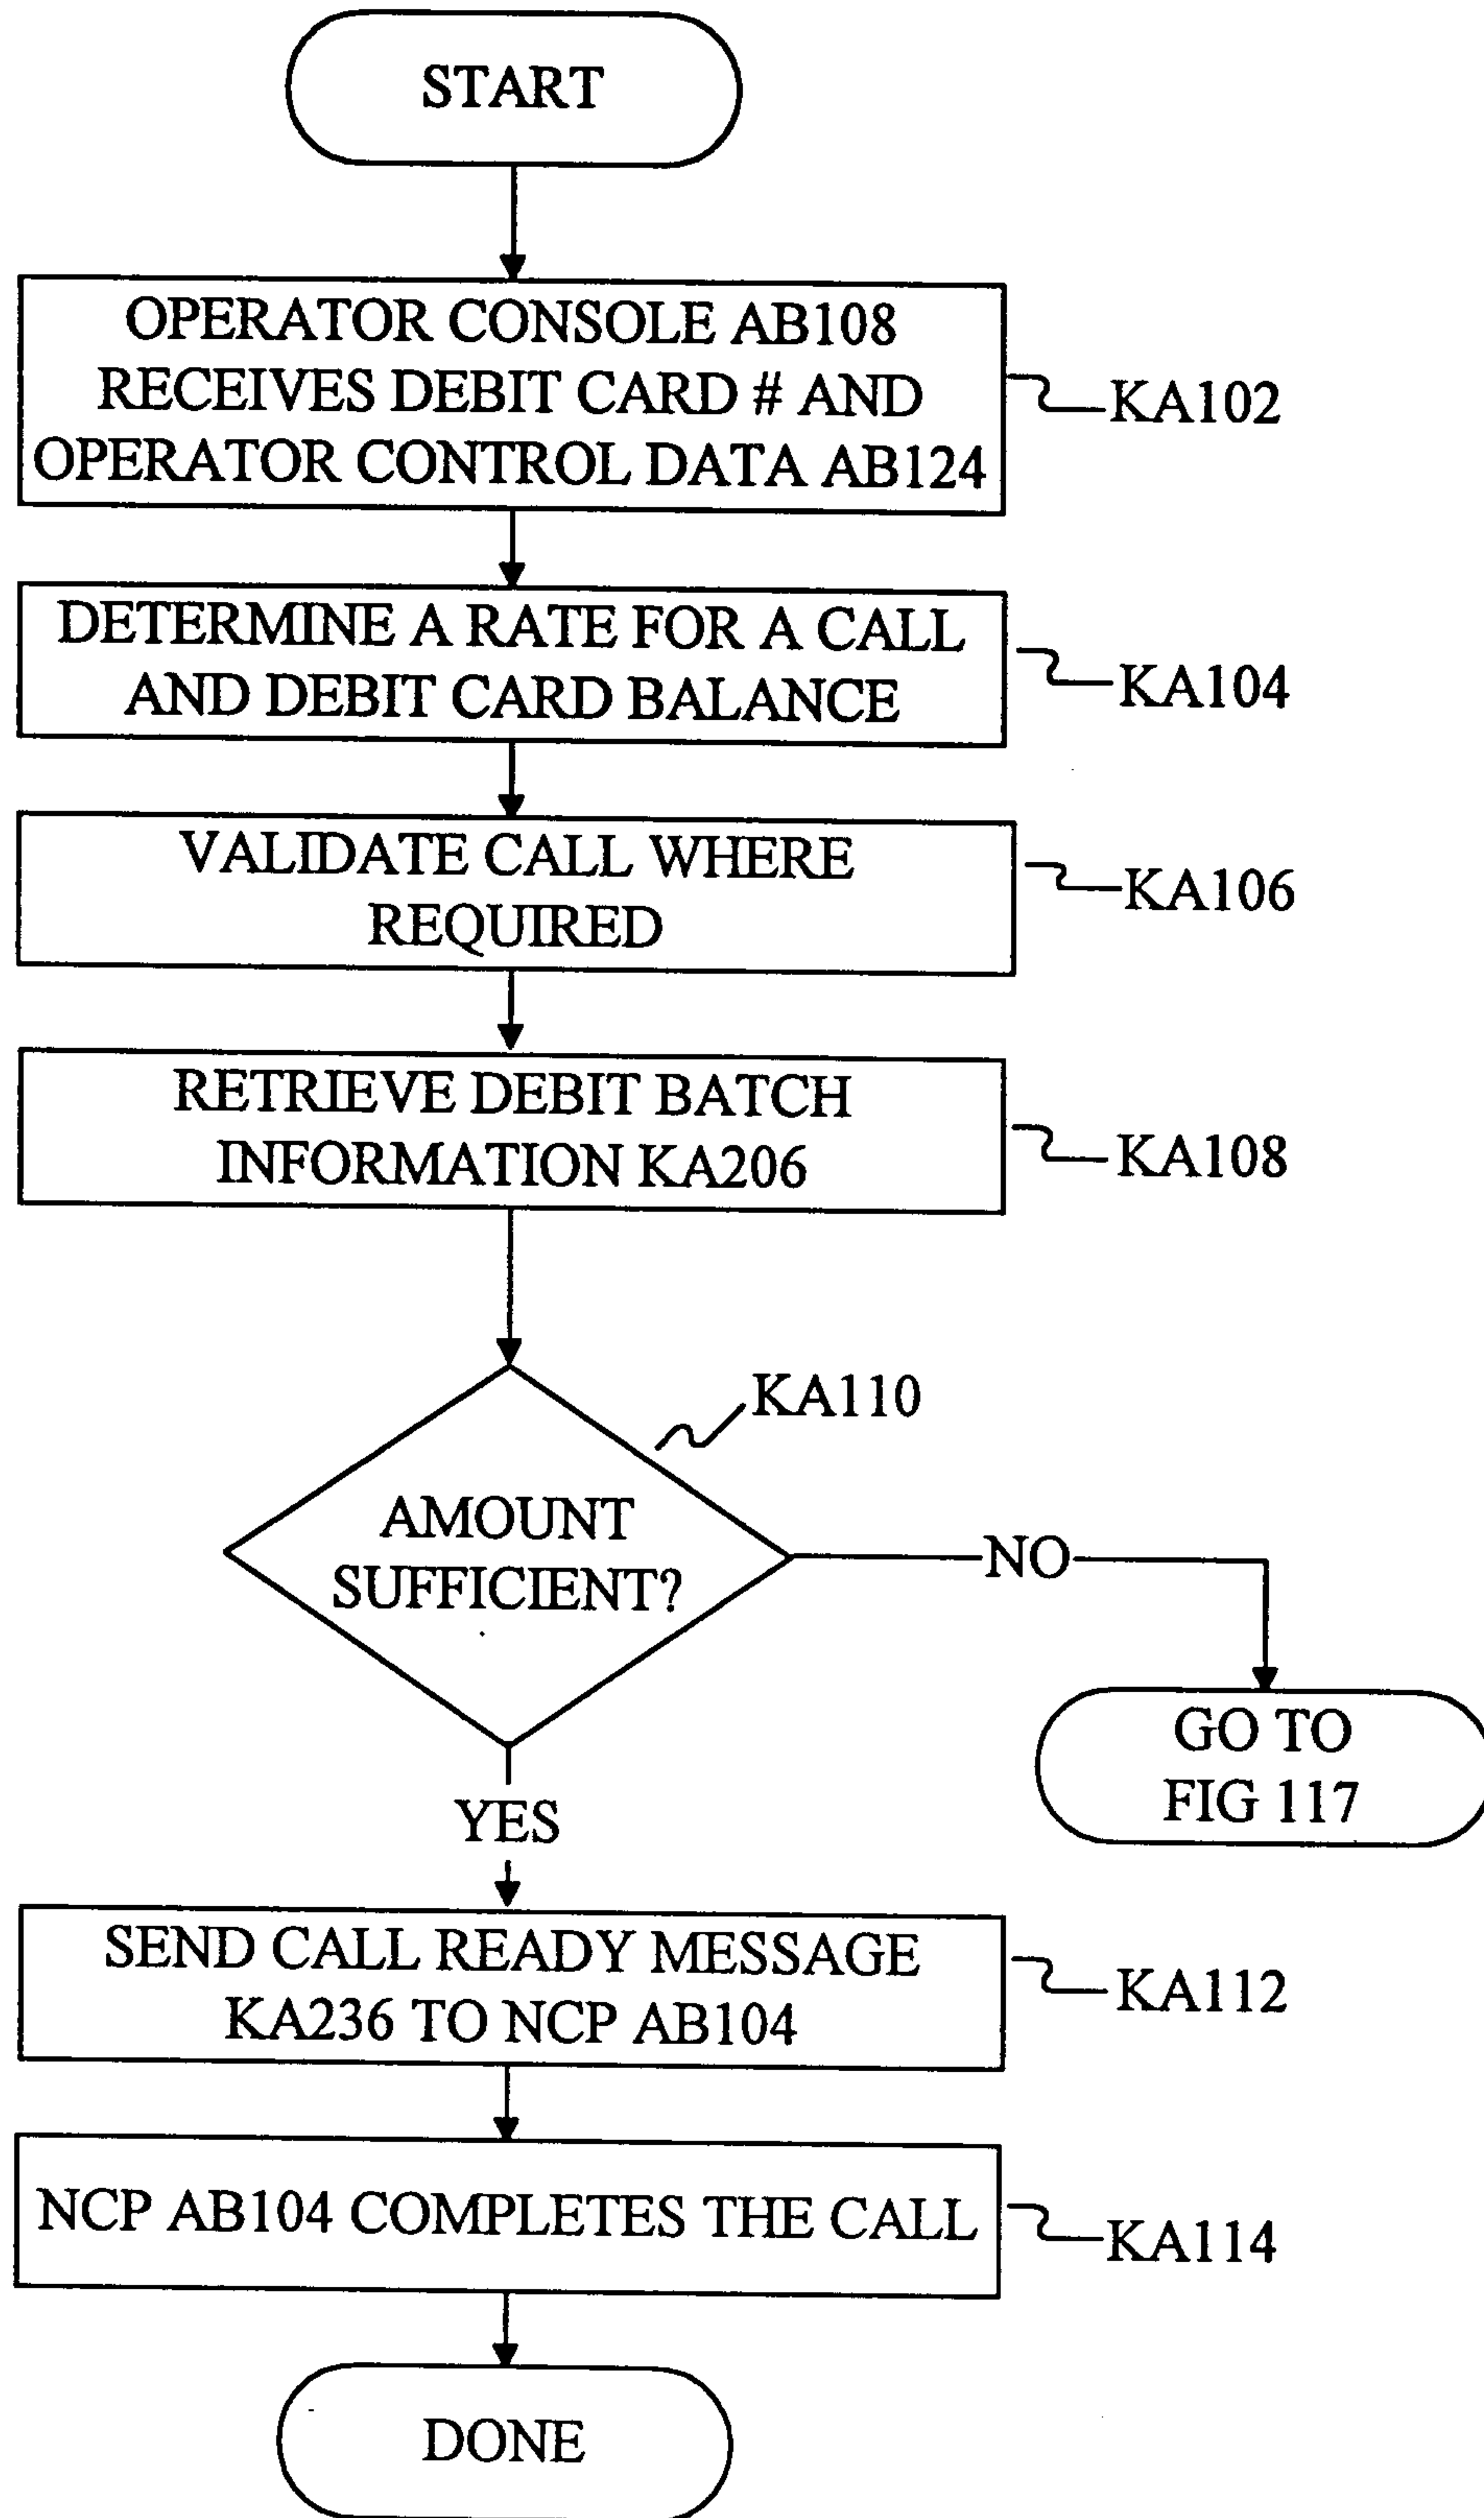 START
OPERATOR CONSOLE AB108
RECEIVES DEBIT CARD # AND
OPERATOR CONTROL DATA AB124
KA102
DETERMINE A RATE FOR A CALL
AND DEBIT CARD BALANCE
KA104
VALIDATE CALL WHERE
REQUIRED
KA106
RETRIEVE DEBIT BATCH
INFORMATION KA206
KA108
KA110
AMOUNT
SUFFICIENT?
NO
GO TO
FIG 117
YES
SEND CALL READY MESSAGE
KA236 TO NCP AB104
KA112
NCP AB104 COMPLETES THE CALL
KA114
DONE